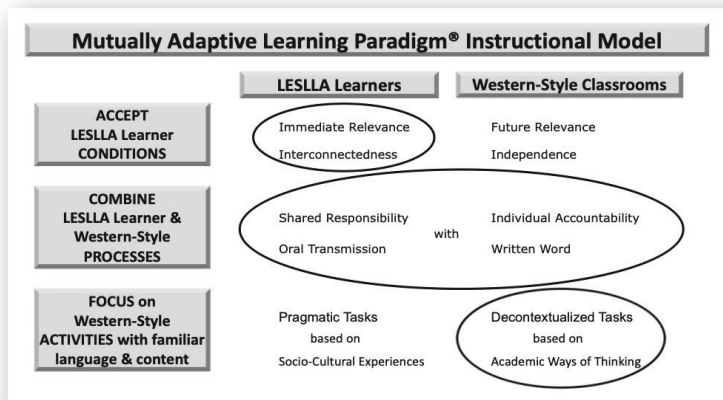 Mutually Adaptive Learning Paradigm® Instructional Model
LESLLA Learners
Western-Style Classrooms
ACCEPT
LESLLA Learner
CONDITIONS
Immediate Relevance
Interconnectedness
Future Relevance
Independence
COMBINE
LESLLA Learner &
Western-Style
PROCESSES
Shared Responsibility
Oral Transmission
with
Individual Accountability
Written Word
FOCUS on
Western-Style
ACTIVITIES with familiar
language & content
Pragmatic Tasks
based on
Socio-Cultural Experiences
Decontextualized Tasks
based on
Academic Ways of Thinking